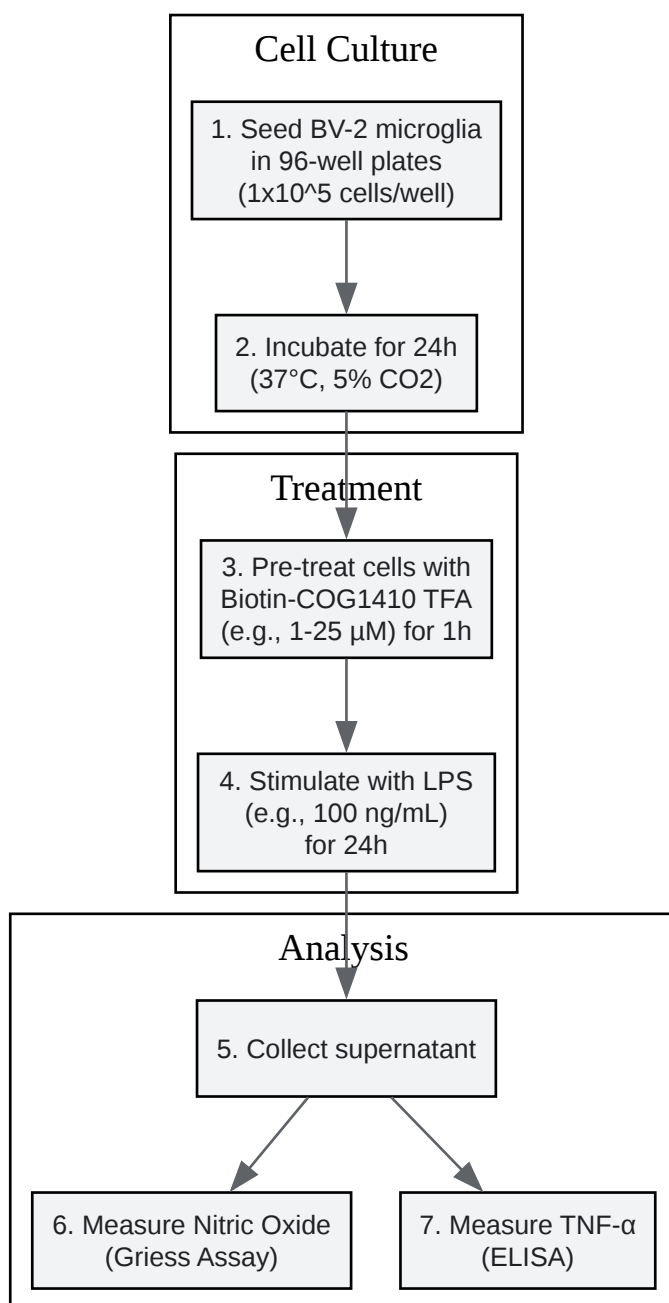 Cell Culture
1. Seed BV-2 microglia
in 96-well plates
(1x10^5 cells/well)
2. Incubate for 24h
(37°C, 5% CO2)
Treatment
3. Pre-treat cells with
Biotin-COG1410 TFA
(e.g., 1-25 µM) for 1h
4. Stimulate with LPS
(e.g., 100 ng/mL)
for 24h
Analysis
5. Collect supernatant
6. Measure Nitric Oxide
(Griess Assay)
7. Measure TNF-α
(ELISA)